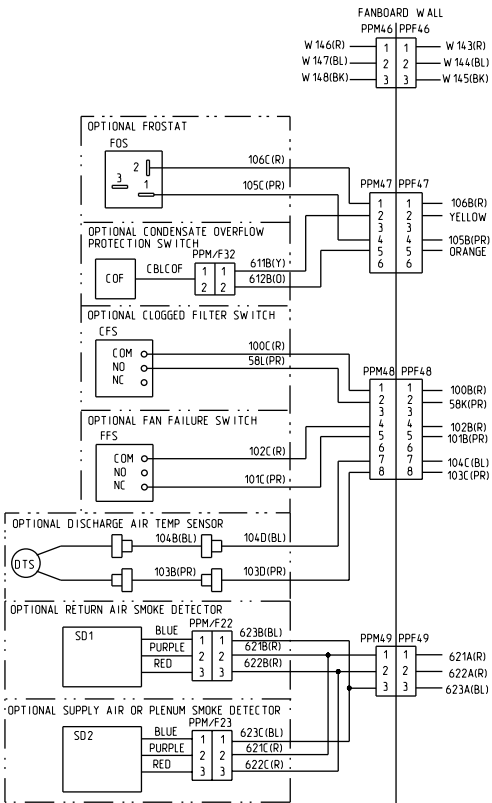 FANBOARD WALL
PPM46 PPF46
W146(R) 1 1 W143(R)
W147(BL) 2 2 W144(BL)
W148(BK) 3 3 W145(BK)
OPTIONAL FROSTAT
FOS
2
3
1
106C(R)
105C(PR)
PPM47 PPF47
1 1 106B(R)
2 2 YELLOW
3 3
4 4 105B(PR)
5 5 ORANGE
6 6
OPTIONAL CONDENSATE OVERFLOW
PROTECTION SWITCH
PPM/F32
COF
CBLCOF
1 1 611B(Y)
2 2 612B(O)
OPTIONAL CLOGGED FILTER SWITCH
CFS
COM 100C(R)
NO 58L(PR)
NC
PPM48 PPF48
1 1 100B(R)
2 2 58K(PR)
3 3
4 4 102B(R)
5 5 101B(PR)
6 6
7 7 104C(BL)
8 8 103C(PR)
OPTIONAL FAN FAILURE SWITCH
FFS
COM 102C(R)
NO
NC 101C(PR)
OPTIONAL DISCHARGE AIR TEMP SENSOR
DTS
104B(BL) 104D(BL)
103B(PR) 103D(PR)
OPTIONAL RETURN AIR SMOKE DETECTOR
PPM/F22
SD1
BLUE 1 1 623B(BL)
PURPLE 2 2 621B(R)
RED 3 3 622B(R)
PPM49 PPF49
1 1 621A(R)
2 2 622A(R)
3 3 623A(BL)
OPTIONAL SUPPLY AIR OR PLENUM SMOKE DETECTOR
PPM/F23
SD2
BLUE 1 1 623C(BL)
PURPLE 2 2 621C(R)
RED 3 3 622C(R)